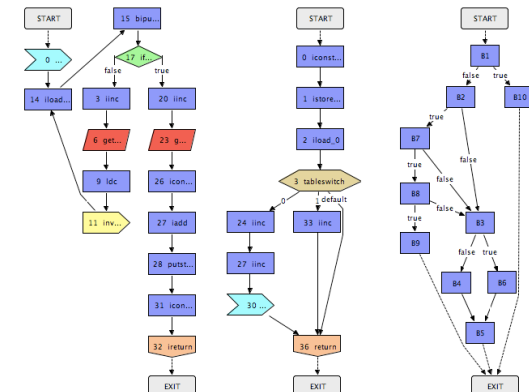 START
0 ...
14 iload...
15 bipu...
17 if...
false
true
3 iinc
6 get...
9 ldc
11 inv...
20 iinc
23 g...
26 icon...
27 iadd
28 putst...
31 icon...
32 ireturn
EXIT
START
0 iconst...
1 istore...
2 iload_0
3 tableswitch
0
1
default
24 iinc
33 iinc
27 iinc
30 ...
36 return
EXIT
START
B1
false
true
B2
B10
true
false
B7
true
false
B8
false
true
B3
B9
false
true
B4
B6
B5
EXIT